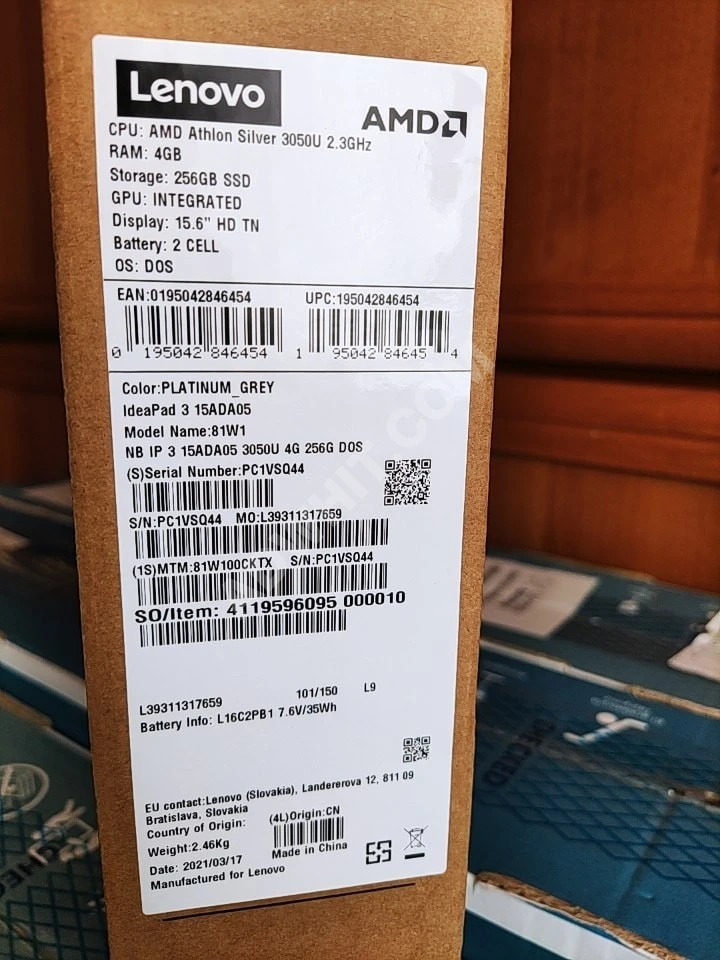 Lenovo
AMD
CPU: AMD Athlon Silver 3050U 2.3GHz
RAM: 4GB
Storage: 256GB SSD
GPU: INTEGRATED
Display: 15.6" HD TN
Battery: 2 CELL
OS: DOS
EAN:0195042846454 UPC:195042846454
0 195042 846454 1 95042 84645 4
Color:PLATINUM_GREY
IdeaPad 3 15ADA05
Model Name:81W1
NB IP 3 15ADA05 3050U 4G 256G DOS
(S)Serial Number:PC1VSQ44
S/N:PC1VSQ44 MO:L39311317659
(1S)MTM:81W100CKTX S/N:PC1VSQ44
SO/Item: 4119596095 000010
L39311317659 101/150 L9
Battery Info: L16C2PB1 7.6V/35Wh
EU contact:Lenovo (Slovakia), Landererova 12, 811 09
Bratislava, Slovakia
Country of Origin: (4L)Origin:CN
Weight:2.46Kg
Made in China
Date: 2021/03/17
Manufactured for Lenovo
CHECKED